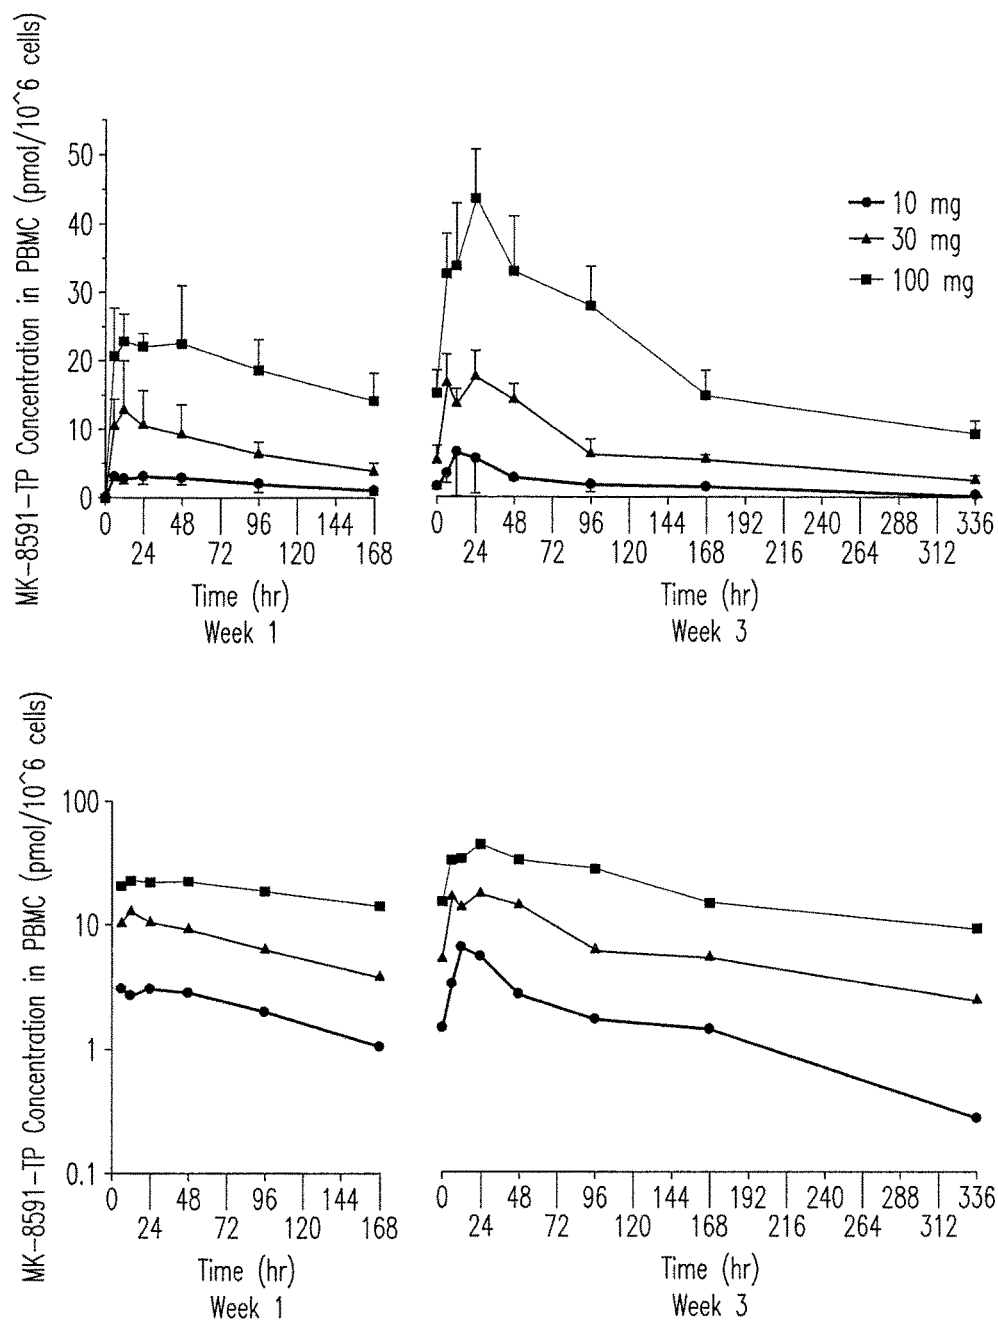 MK-8591-TP Concentration in PBMC (pmol/10^6 cells)
50
40
30
20
10
0
10 mg
30 mg
100 mg
0 48 96 144
24 72 120 168
Time (hr)
Week 1
0 48 96 144 192 240 288 336
24 72 120 168 216 264 312
Time (hr)
Week 3
MK-8591-TP Concentration in PBMC (pmol/10^6 cells)
100
10
1
0.1
0 48 96 144
24 72 120 168
Time (hr)
Week 1
0 48 96 144 192 240 288 336
24 72 120 168 216 264 312
Time (hr)
Week 3